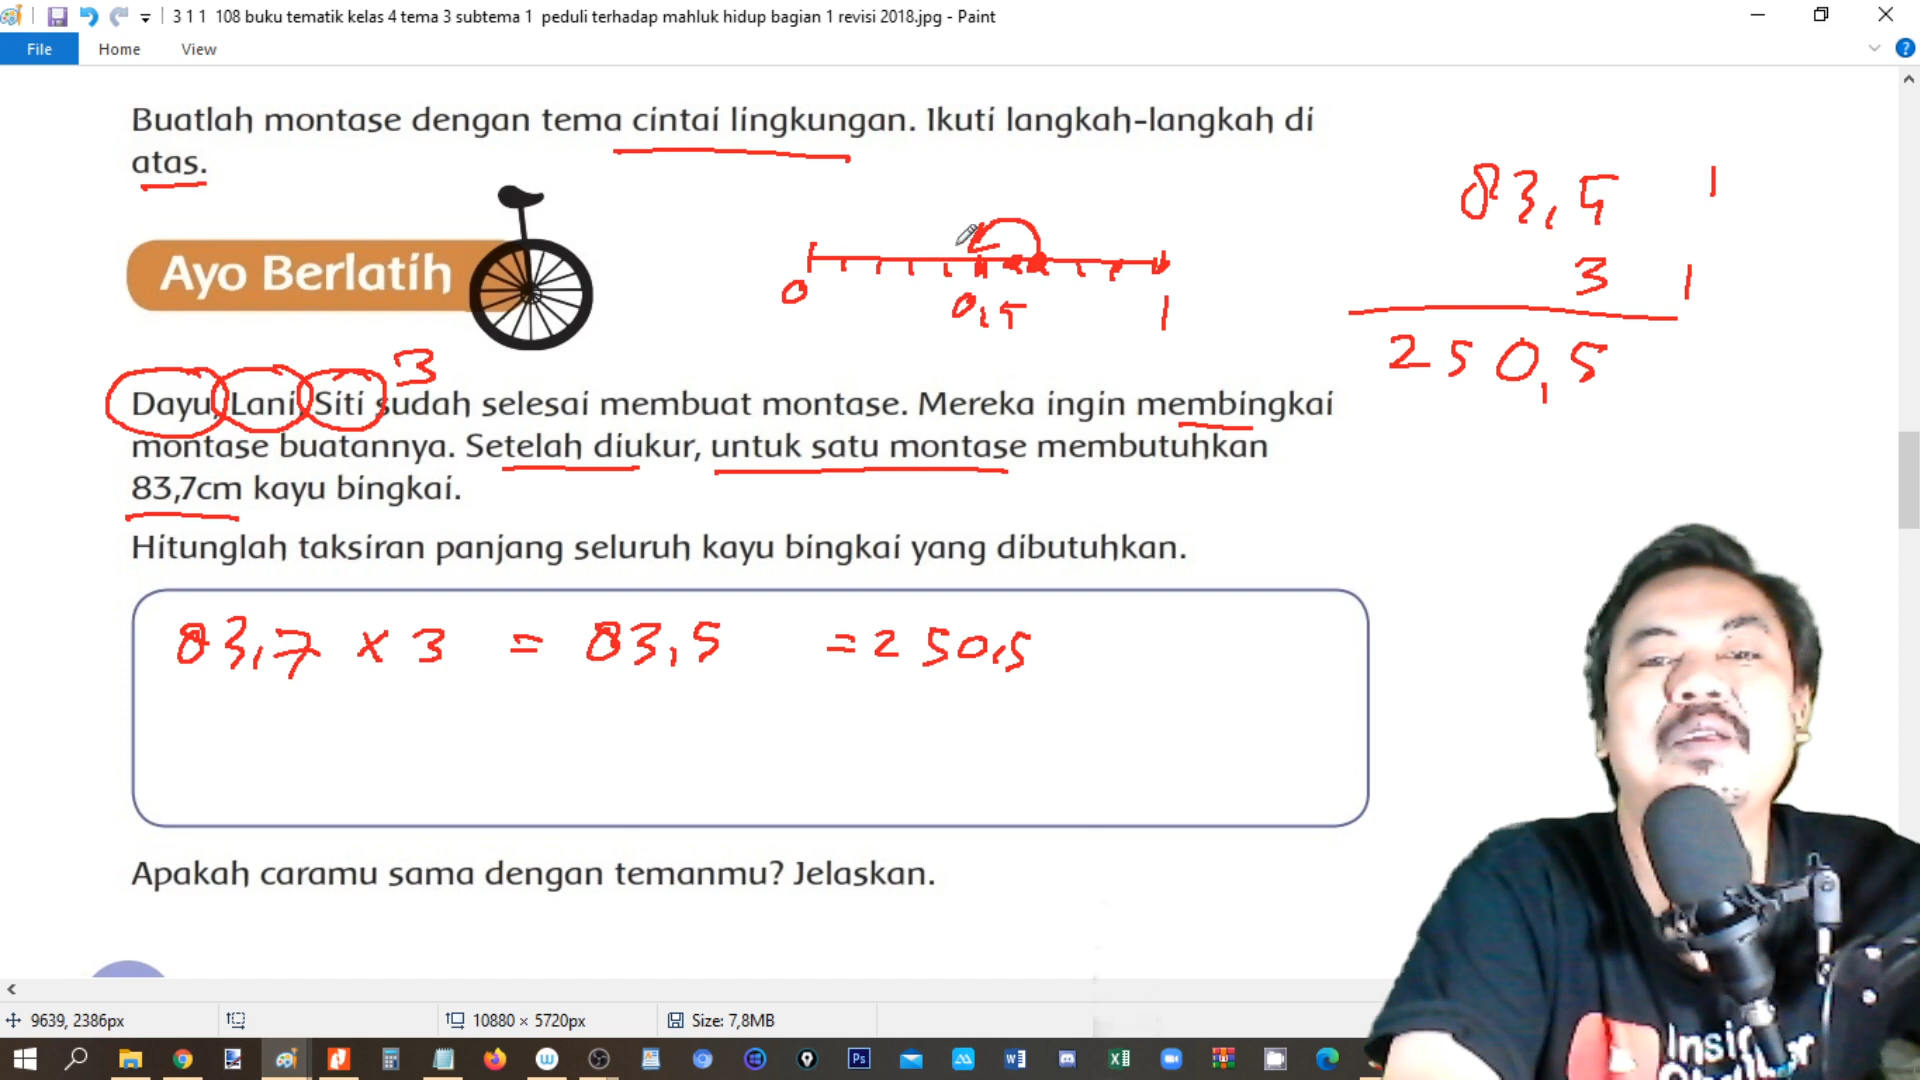 3 1 1  108 buku tematik kelas 4 tema 3 subtema 1  peduli terhadap mahluk hidup bagian 1 revisi 2018.jpg - Paint
File Home View
Buatlah montase dengan tema cintai lingkungan. Ikuti langkah-langkah di
atas.
83,5 1
3 1
250,5
Ayo Berlatih
0 0,5 1
3
Dayu, Lani, Siti sudah selesai membuat montase. Mereka ingin membingkai
montase buatannya. Setelah diukur, untuk satu montase membutuhkan
83,7cm kayu bingkai.
Hitunglah taksiran panjang seluruh kayu bingkai yang dibutuhkan.
83,7 x 3 = 83,5 = 250,5
Apakah caramu sama dengan temanmu? Jelaskan.
9639, 2386px 10880 × 5720px Size: 7,8MB